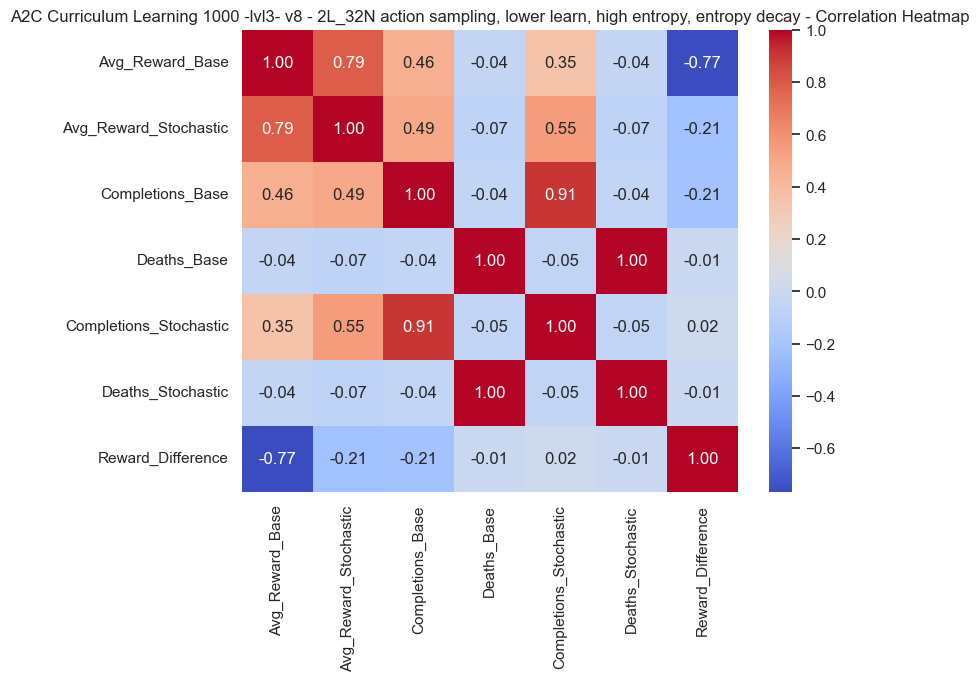 A2C Curriculum Learning 1000 -lvl3- v8 - 2L_32N action sampling, lower learn, high entropy, entropy decay - Correlation Heatmap
Avg_Reward_Base 1.00 0.79 0.46 -0.04 0.35 -0.04 -0.77
Avg_Reward_Stochastic 0.79 1.00 0.49 -0.07 0.55 -0.07 -0.21
Completions_Base 0.46 0.49 1.00 -0.04 0.91 -0.04 -0.21
Deaths_Base -0.04 -0.07 -0.04 1.00 -0.05 1.00 -0.01
Completions_Stochastic 0.35 0.55 0.91 -0.05 1.00 -0.05 0.02
Deaths_Stochastic -0.04 -0.07 -0.04 1.00 -0.05 1.00 -0.01
Reward_Difference -0.77 -0.21 -0.21 -0.01 0.02 -0.01 1.00
Avg_Reward_Base
Avg_Reward_Stochastic
Completions_Base
Deaths_Base
Completions_Stochastic
Deaths_Stochastic
Reward_Difference
1.0
0.8
0.6
0.4
0.2
0.0
−0.2
−0.4
−0.6